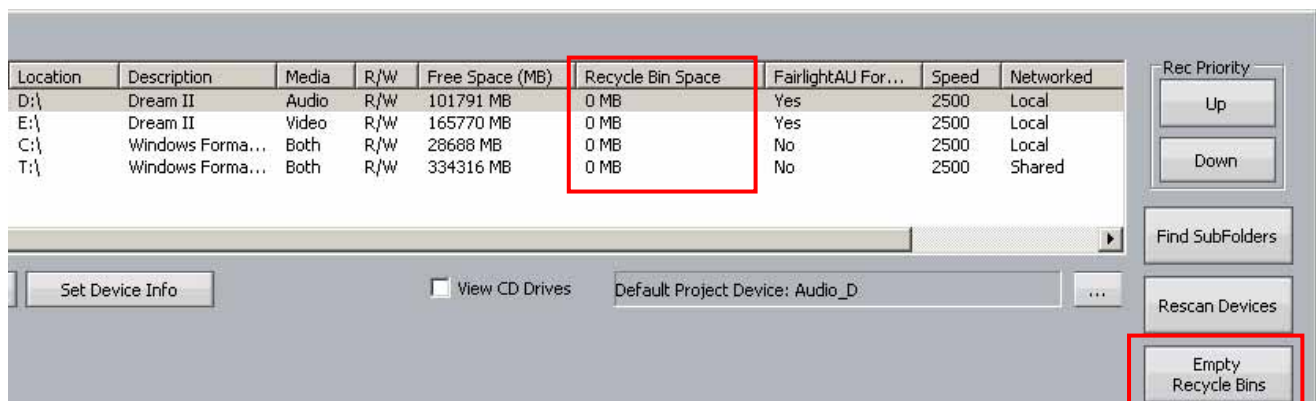 Location Description Media R/W Free Space (MB) Recycle Bin Space FairlightAU For... Speed Networked
D:\ Dream II Audio R/W 101791 MB 0 MB Yes 2500 Local
E:\ Dream II Video R/W 165770 MB 0 MB Yes 2500 Local
C:\ Windows Forma... Both R/W 28688 MB 0 MB No 2500 Local
T:\ Windows Forma... Both R/W 334316 MB 0 MB No 2500 Shared
Rec Priority
Up
Down
Find SubFolders
Set Device Info View CD Drives Default Project Device: Audio_D ...
Rescan Devices
Empty
Recycle Bins